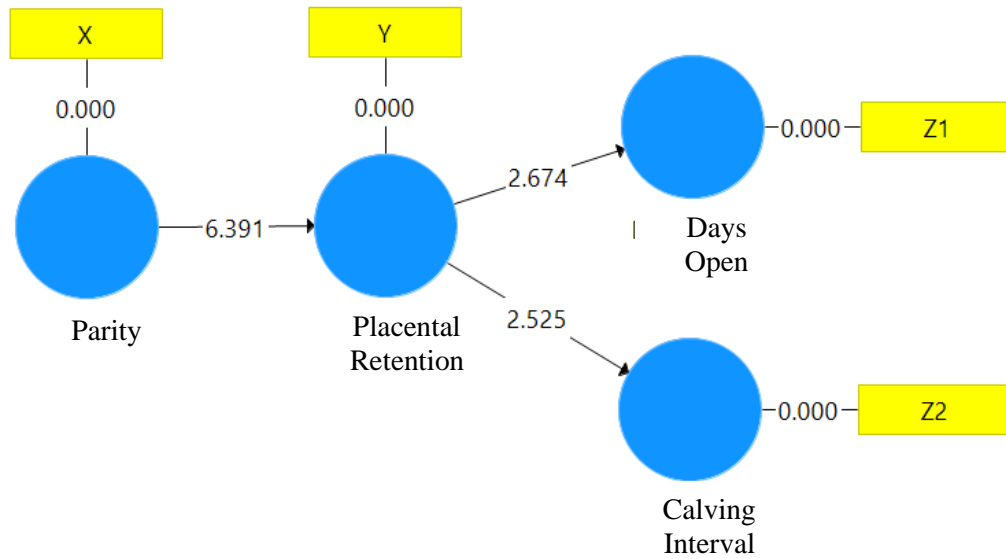 X
Y
0.000
0.000
0.000
Z1
2.674
6.391
Days
Open
Parity
Placental
Retention
2.525
0.000
Z2
Calving
Interval